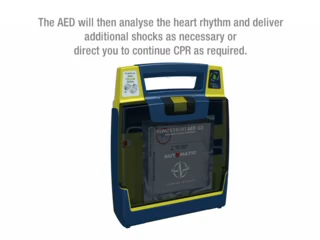 The AED will then analyse the heart rhythm and deliver
additional shocks as necessary or
direct you to continue CPR as required.